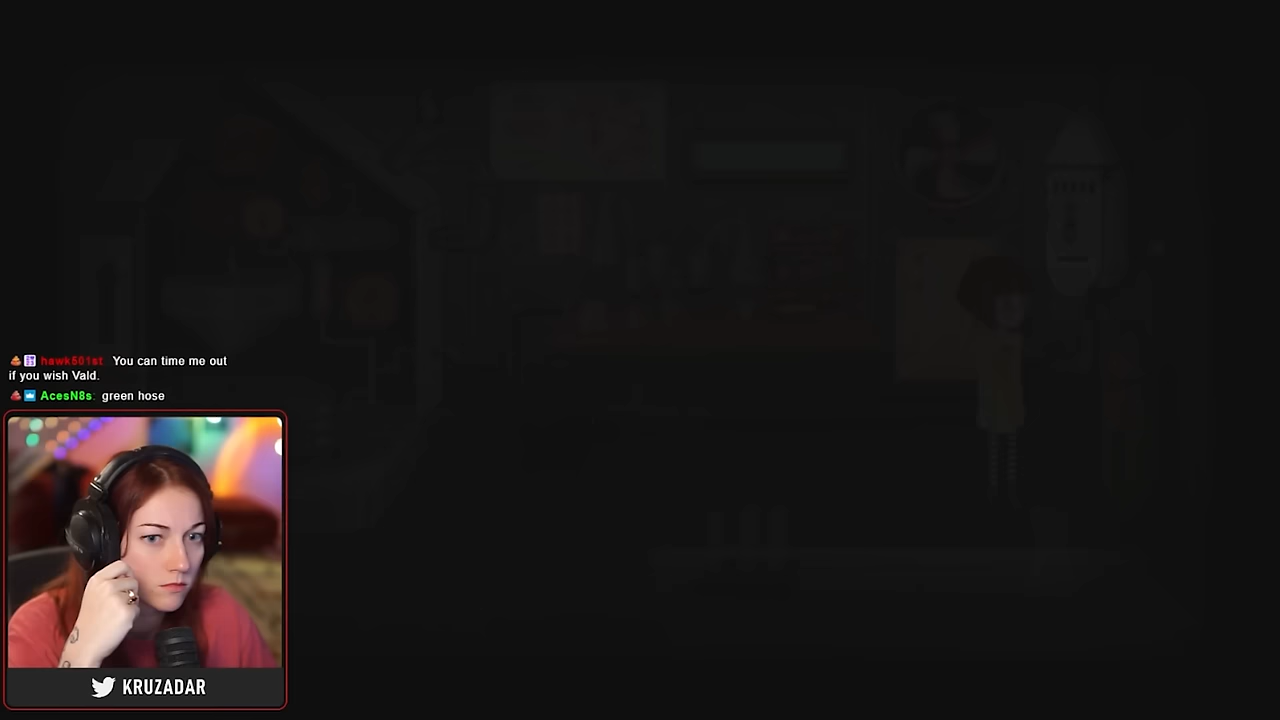 hawk501st: You can time me out
if you wish Vald.
AcesN8s: green hose
KRUZADAR